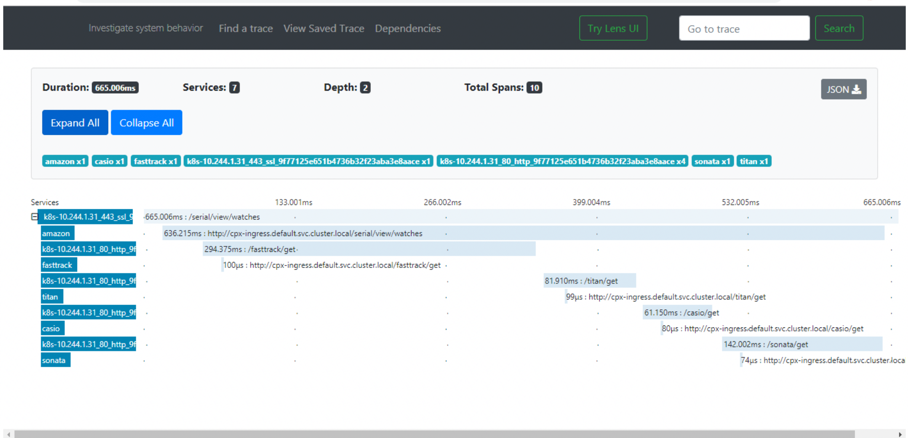 Investigate system behavior Find a trace View Saved Trace Dependencies Try Lens UI Go to trace Search
Duration: 665.006ms Services: 7 Depth: 2 Total Spans: 10 JSON
Expand All Collapse All
amazon x1 casio x1 fasttrack x1 k8s-10.244.1.31_443_ssl_9f77125e651b4736b32f23aba3e8aace x1 k8s-10.244.1.31_80_http_9f77125e651b4736b32f23aba3e8aace x4 sonata x1 titan x1
Services 133.001ms 266.002ms 399.004ms 532.005ms 665.006ms
k8s-10.244.1.31_443_ssl_9 665.006ms : /serial/view/watches
amazon 636.215ms : http://cpx-ingress.default.svc.cluster.local/serial/view/watches
k8s-10.244.1.31_80_http_9f 294.375ms : /fasttrack/get
fasttrack 100μs : http://cpx-ingress.default.svc.cluster.local/fasttrack/get
k8s-10.244.1.31_80_http_9f 81.910ms : /titan/get
titan 99μs : http://cpx-ingress.default.svc.cluster.local/titan/get
k8s-10.244.1.31_80_http_9f 61.150ms : /casio/get
casio 80μs : http://cpx-ingress.default.svc.cluster.local/casio/get
k8s-10.244.1.31_80_http_9f 142.002ms : /sonata/get
sonata 74μs : http://cpx-ingress.default.svc.cluster.loca